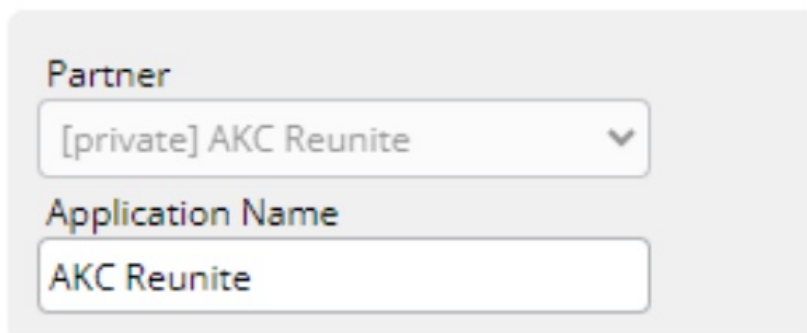 Partner
[private] AKC Reunite
Application Name
AKC Reunite